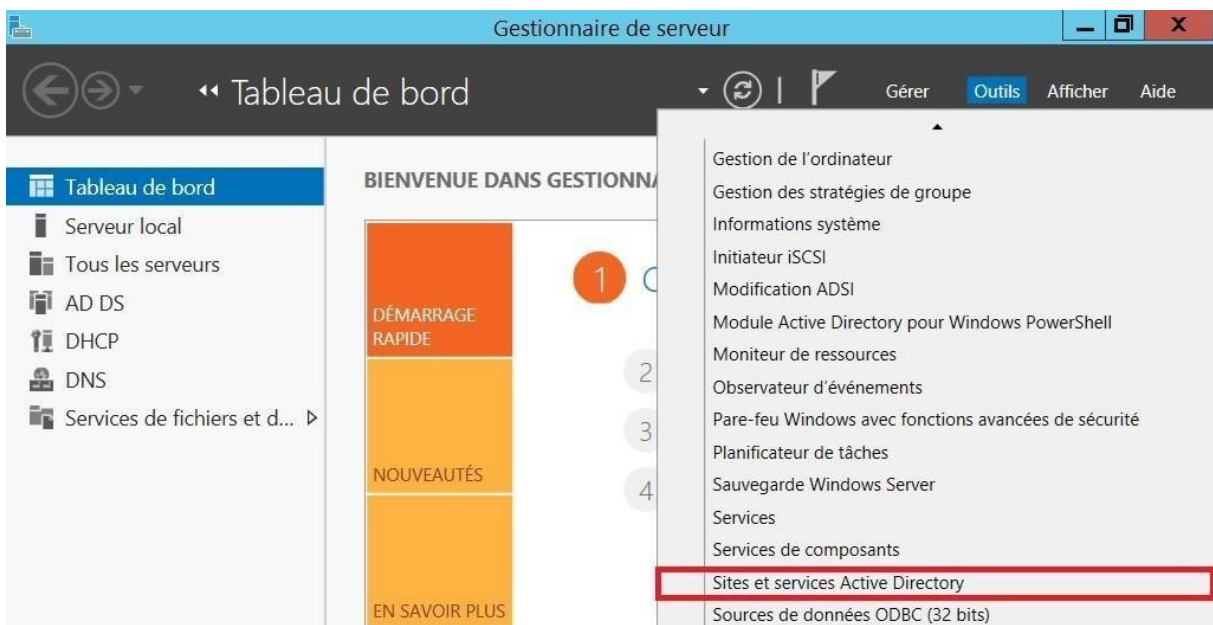 Gestionnaire de serveur
Tableau de bord
Gérer Outils Afficher Aide
Tableau de bord
Serveur local
Tous les serveurs
AD DS
DHCP
DNS
Services de fichiers et d...
BIENVENUE DANS GESTIONN
DÉMARRAGE
RAPIDE
NOUVEAUTÉS
EN SAVOIR PLUS
1
2
3
4
Gestion de l'ordinateur
Gestion des stratégies de groupe
Informations système
Initiateur iSCSI
Modification ADSI
Module Active Directory pour Windows PowerShell
Moniteur de ressources
Observateur d'événements
Pare-feu Windows avec fonctions avancées de sécurité
Planificateur de tâches
Sauvegarde Windows Server
Services
Services de composants
Sites et services Active Directory
Sources de données ODBC (32 bits)